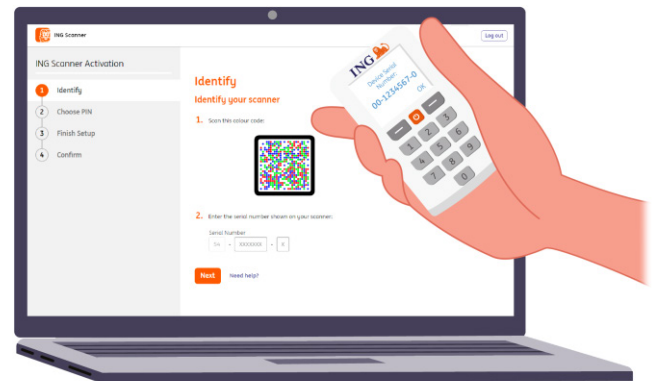 ING Scanner
Log out
ING Scanner Activation
1 Identify
2 Choose PIN
3 Finish Setup
4 Confirm
Identify
Identify your scanner
1. Scan this colour code:
2. Enter the serial number shown on your scanner:
Serial Number
- XXXXXXX - X
Next
Need help?
ING
Device Serial
Number:
00-1234567-0
OK
1 2 3
4 5 6
7 8 9
0